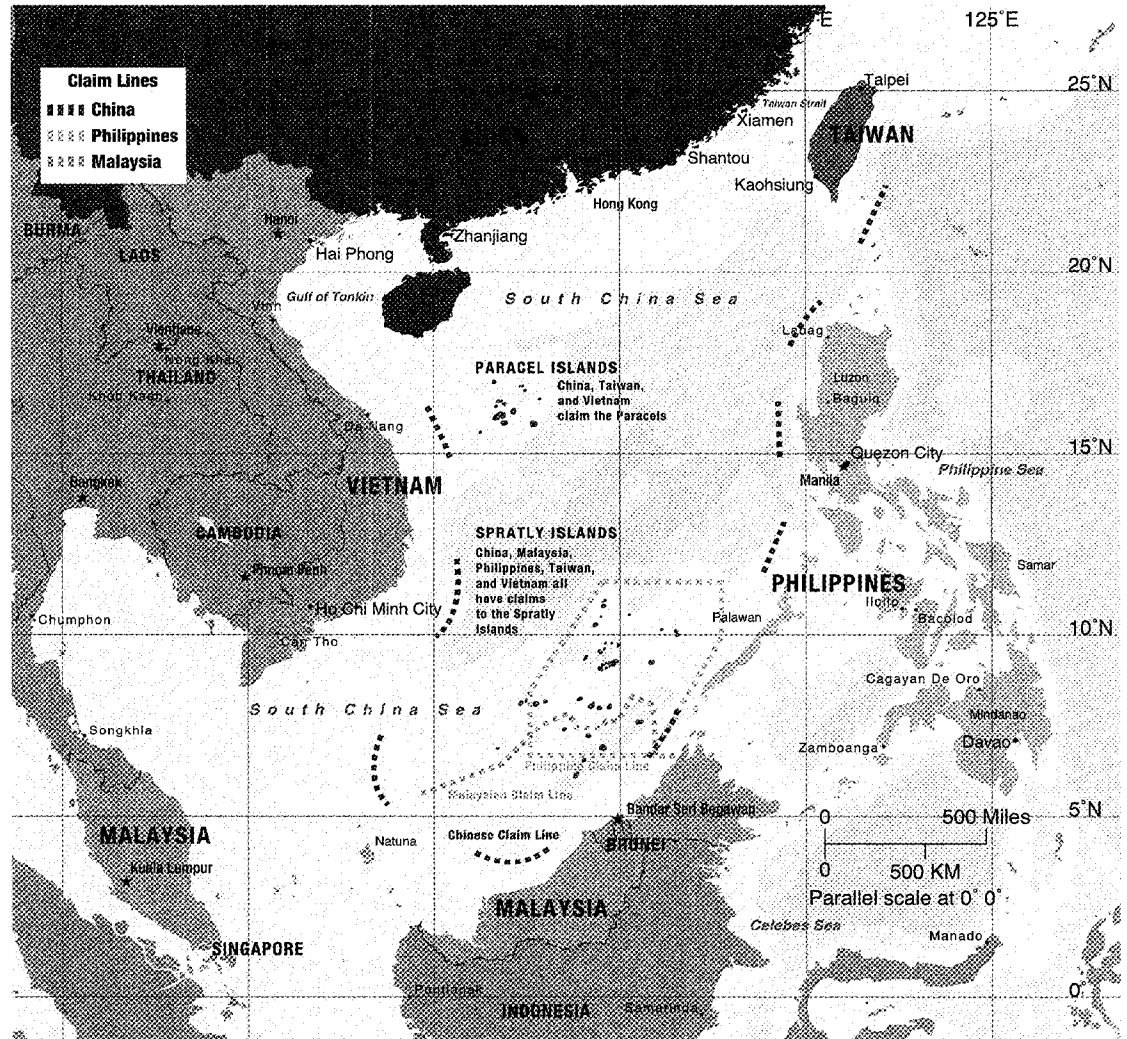 ˚E
125˚E
Claim Lines
China
Philippines
Malaysia
25˚N
Taipei
Taiwan Strait
Xiamen
TAIWAN
Shantou
Kaohsiung
Hong Kong
BURMA
Hanoi
Zhanjiang
LAOS
Hai Phong
20˚N
Gulf of Tonkin
South China Sea
Vinh
Laoag
Vientiane
Nong Khai
PARACEL ISLANDS
THAILAND
China, Taiwan,
and Vietnam
claim the Paracels
Luzon
Baguio
Khon Kaen
Da Nang
15˚N
Quezon City
Philippine Sea
Bangkok
VIETNAM
Manila
CAMBODIA
SPRATLY ISLANDS
China, Malaysia,
Philippines, Taiwan,
and Vietnam all
have claims
to the Spratly
Islands
Phnom Penh
Samar
PHILIPPINES
Ho Chi Minh City
Iloilo
Chumphon
Palawan
Bacolod
10˚N
Can Tho
Cagayan De Oro
South China Sea
Mindanao
Songkhla
Davao
Zamboanga
Philippine Claim Line
Malaysian Claim Line
Bandar Seri Begawan
0
500 Miles
5˚N
MALAYSIA
Natuna
Chinese Claim Line
BRUNEI
Kuala Lumpur
0
500 KM
Parallel scale at 0˚ 0˚
MALAYSIA
Celebes Sea
SINGAPORE
Manado
Pontianak
0˚
INDONESIA
Samarinda